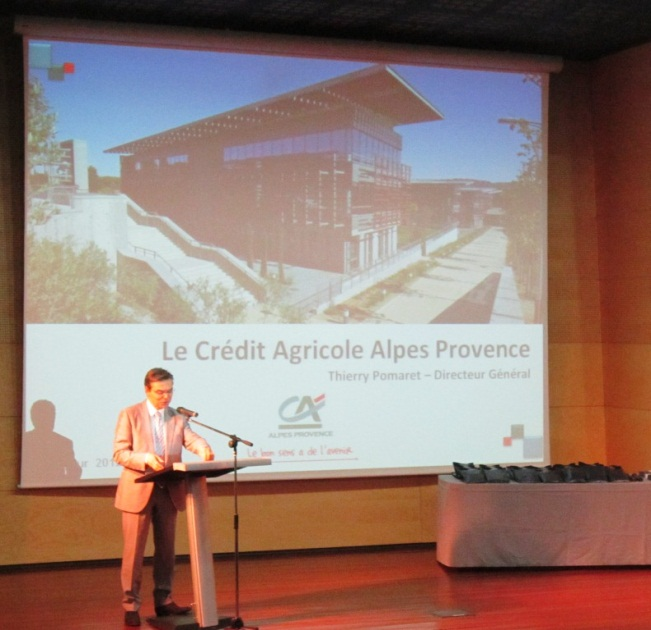 Le Crédit Agricole Alpes Provence
Thierry Pomaret – Directeur Général
CA
ALPES PROVENCE
Le bon sens a de l'avenir